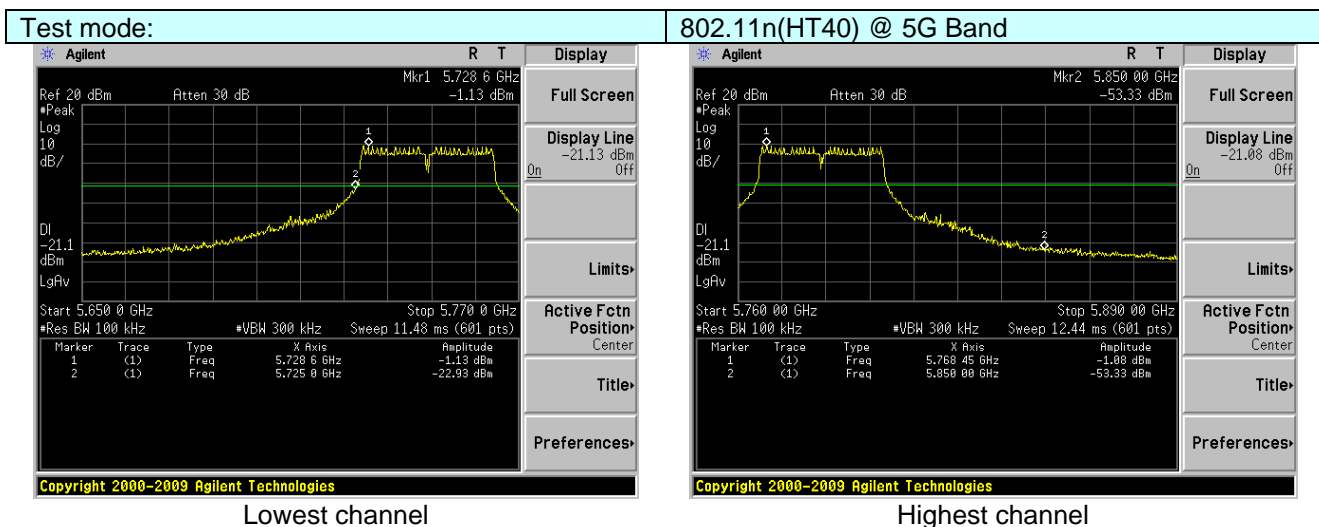 Test mode: 802.11n(HT40) @ 5G Band
Agilent R T Display
Mkr1 5.728 6 GHz
Ref 20 dBm Atten 30 dB -1.13 dBm
#Peak
Log
10
dB/
1
2
DI
-21.1
dBm
LgAv
Start 5.650 0 GHz Stop 5.770 0 GHz
#Res BW 100 kHz #VBW 300 kHz Sweep 11.48 ms (601 pts)
Marker Trace Type X Axis Amplitude
1 (1) Freq 5.728 6 GHz -1.13 dBm
2 (1) Freq 5.725 0 GHz -22.93 dBm
Full Screen
Display Line
-21.13 dBm
On Off
Limits
Active Fctn
Position
Center
Title
Preferences
Copyright 2000-2009 Agilent Technologies
Lowest channel
Agilent R T Display
Mkr2 5.850 00 GHz
Ref 20 dBm Atten 30 dB -53.33 dBm
#Peak
Log
10
dB/
1
2
DI
-21.1
dBm
LgAv
Start 5.760 00 GHz Stop 5.890 00 GHz
#Res BW 100 kHz #VBW 300 kHz Sweep 12.44 ms (601 pts)
Marker Trace Type X Axis Amplitude
1 (1) Freq 5.768 45 GHz -1.08 dBm
2 (1) Freq 5.850 00 GHz -53.33 dBm
Full Screen
Display Line
-21.08 dBm
On Off
Limits
Active Fctn
Position
Center
Title
Preferences
Copyright 2000-2009 Agilent Technologies
Highest channel